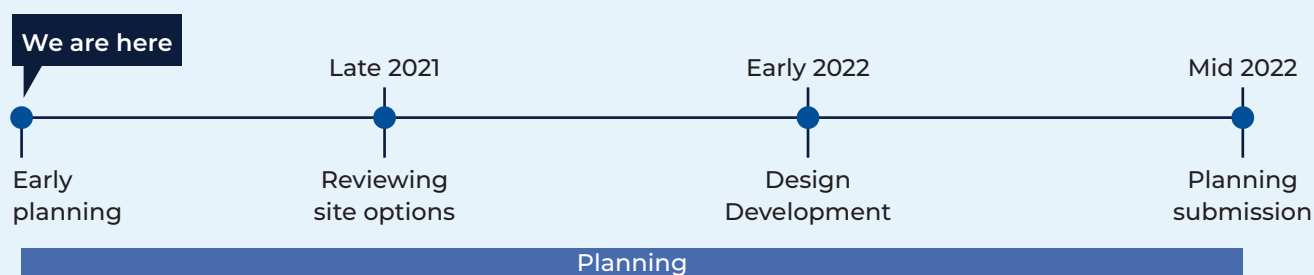 We are here
Late 2021
Early 2022
Mid 2022
Early
planning
Reviewing
site options
Design
Development
Planning
submission
Planning